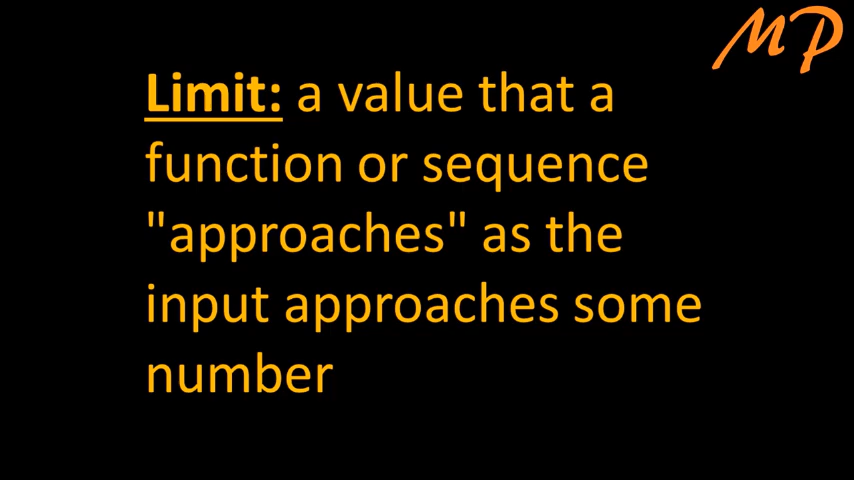 MP
Limit: a value that a
function or sequence
"approaches" as the
input approaches some
number